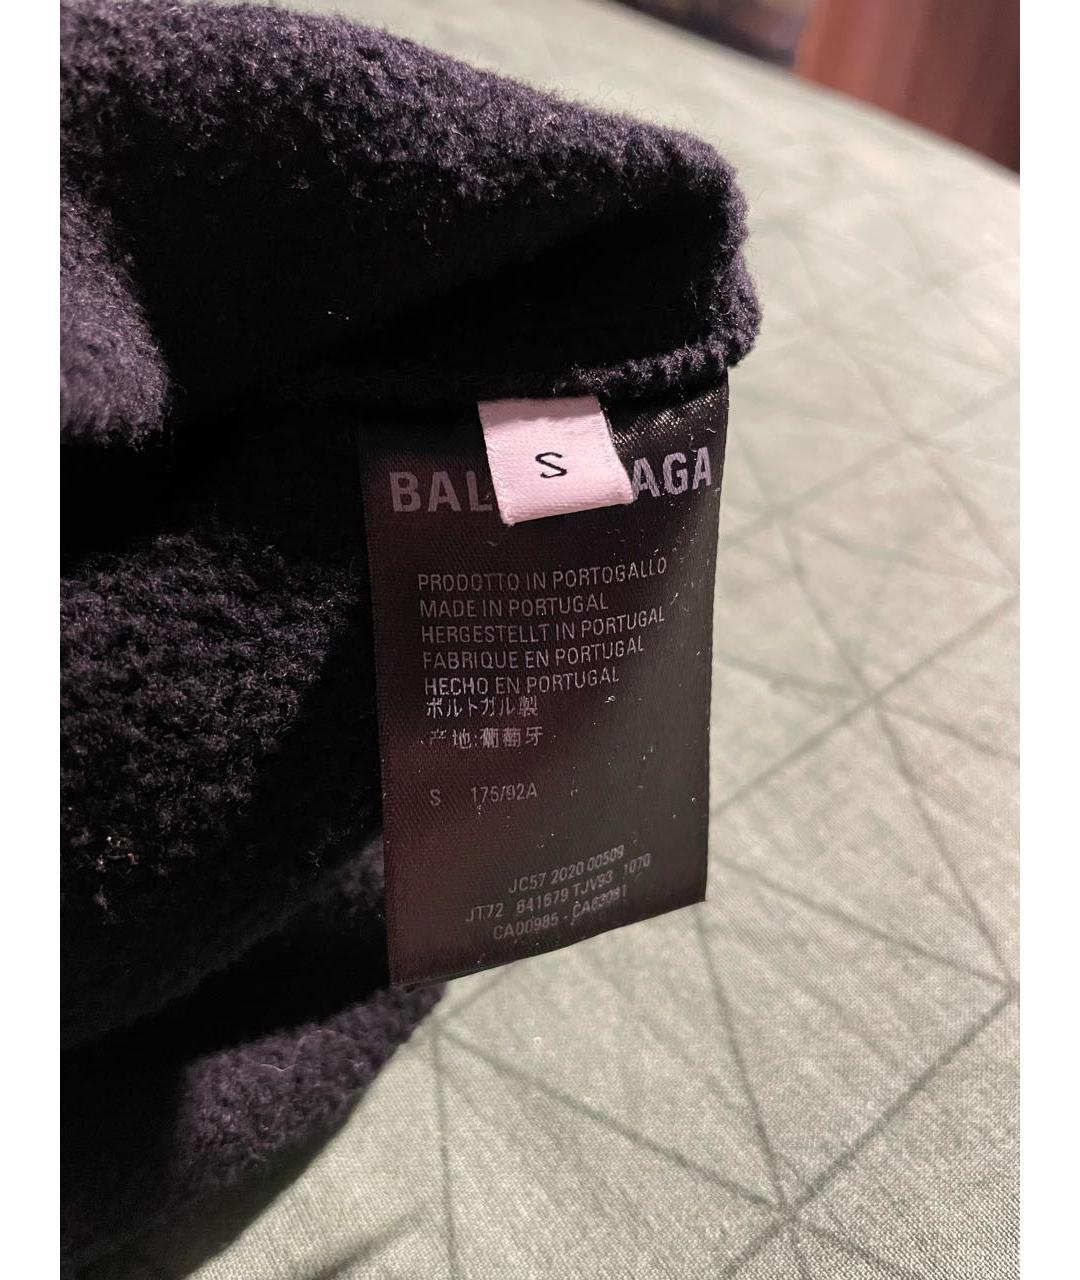 S
BAL AGA
PRODOTTO IN PORTOGALLO
MADE IN PORTUGAL
HERGESTELLT IN PORTUGAL
FABRIQUE EN PORTUGAL
HECHO EN PORTUGAL
ポルトガル製
产地:葡萄牙
S 175/92A
JC57 2020 00509
JT72 641679 TJV93 1070
CA00985 - CA63081